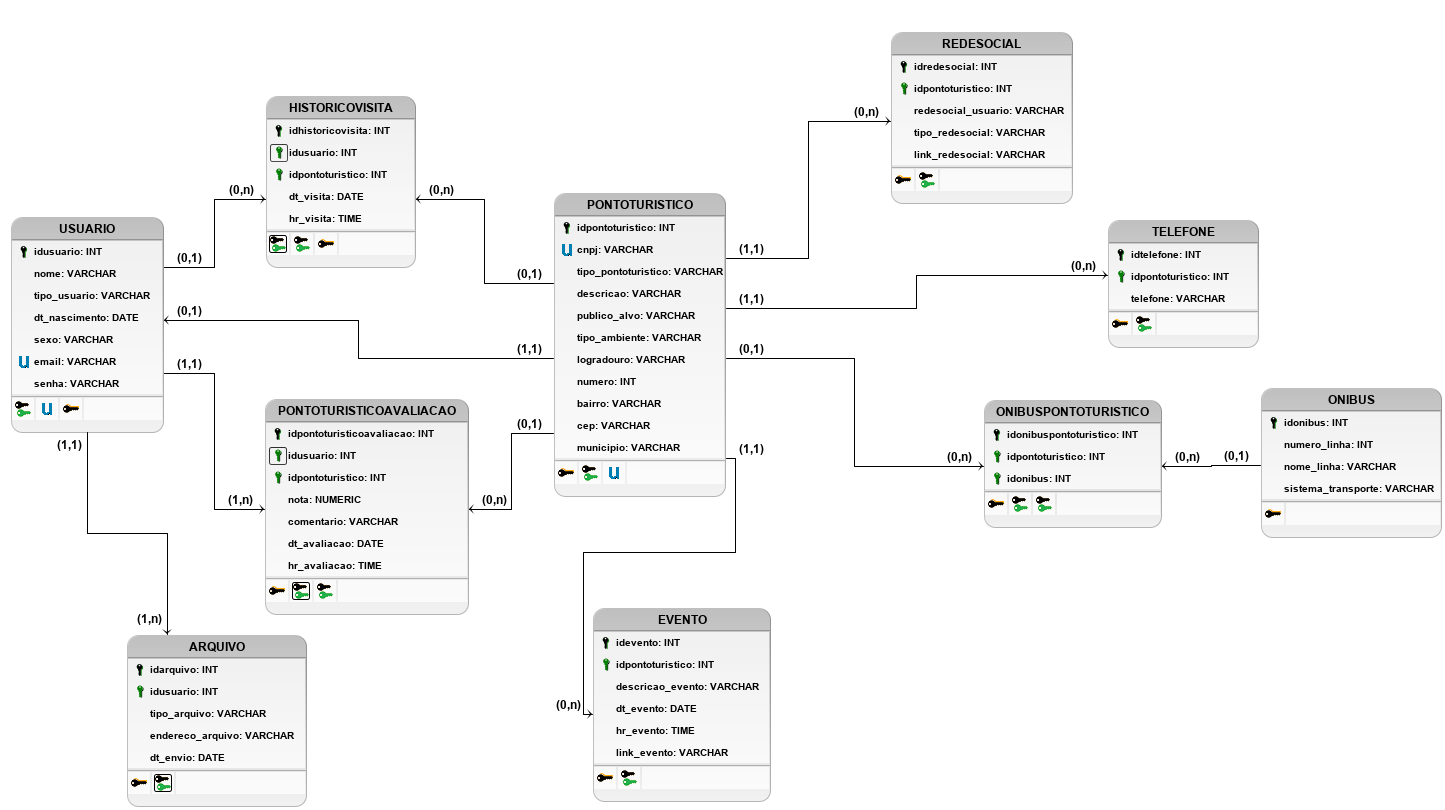 REDESOCIAL
idredesocial: INT
idpontoturistico: INT
redesocial_usuario: VARCHAR
tipo_redesocial: VARCHAR
link_redesocial: VARCHAR
(0,n)
HISTORICOVISITA
idhistoricovisita: INT
idusuario: INT
idpontoturistico: INT
dt_visita: DATE
hr_visita: TIME
(0,n)
(0,n)
USUARIO
idusuario: INT
nome: VARCHAR
tipo_usuario: VARCHAR
dt_nascimento: DATE
sexo: VARCHAR
u email: VARCHAR
senha: VARCHAR
u
(0,1)
(0,1)
(1,1)
(1,1)
PONTOTURISTICO
idpontoturistico: INT
u cnpj: VARCHAR
tipo_pontoturistico: VARCHAR
descricao: VARCHAR
publico_alvo: VARCHAR
tipo_ambiente: VARCHAR
logradouro: VARCHAR
numero: INT
bairro: VARCHAR
cep: VARCHAR
municipio: VARCHAR
u
(0,1)
(1,1)
(0,1)
(1,1)
(1,1)
(0,1)
(1,1)
TELEFONE
idtelefone: INT
idpontoturistico: INT
telefone: VARCHAR
(0,n)
PONTOTURISTICOAVALIACAO
idpontoturisticoavaliacao: INT
idusuario: INT
idpontoturistico: INT
nota: NUMERIC
comentario: VARCHAR
dt_avaliacao: DATE
hr_avaliacao: TIME
(1,n)
(0,n)
ONIBUSPONTOTURISTICO
idonibuspontoturistico: INT
idpontoturistico: INT
idonibus: INT
(0,n)
(0,n)
(0,1)
ONIBUS
idonibus: INT
numero_linha: INT
nome_linha: VARCHAR
sistema_transporte: VARCHAR
(1,n)
ARQUIVO
idarquivo: INT
idusuario: INT
tipo_arquivo: VARCHAR
endereco_arquivo: VARCHAR
dt_envio: DATE
(0,n)
EVENTO
idevento: INT
idpontoturistico: INT
descricao_evento: VARCHAR
dt_evento: DATE
hr_evento: TIME
link_evento: VARCHAR